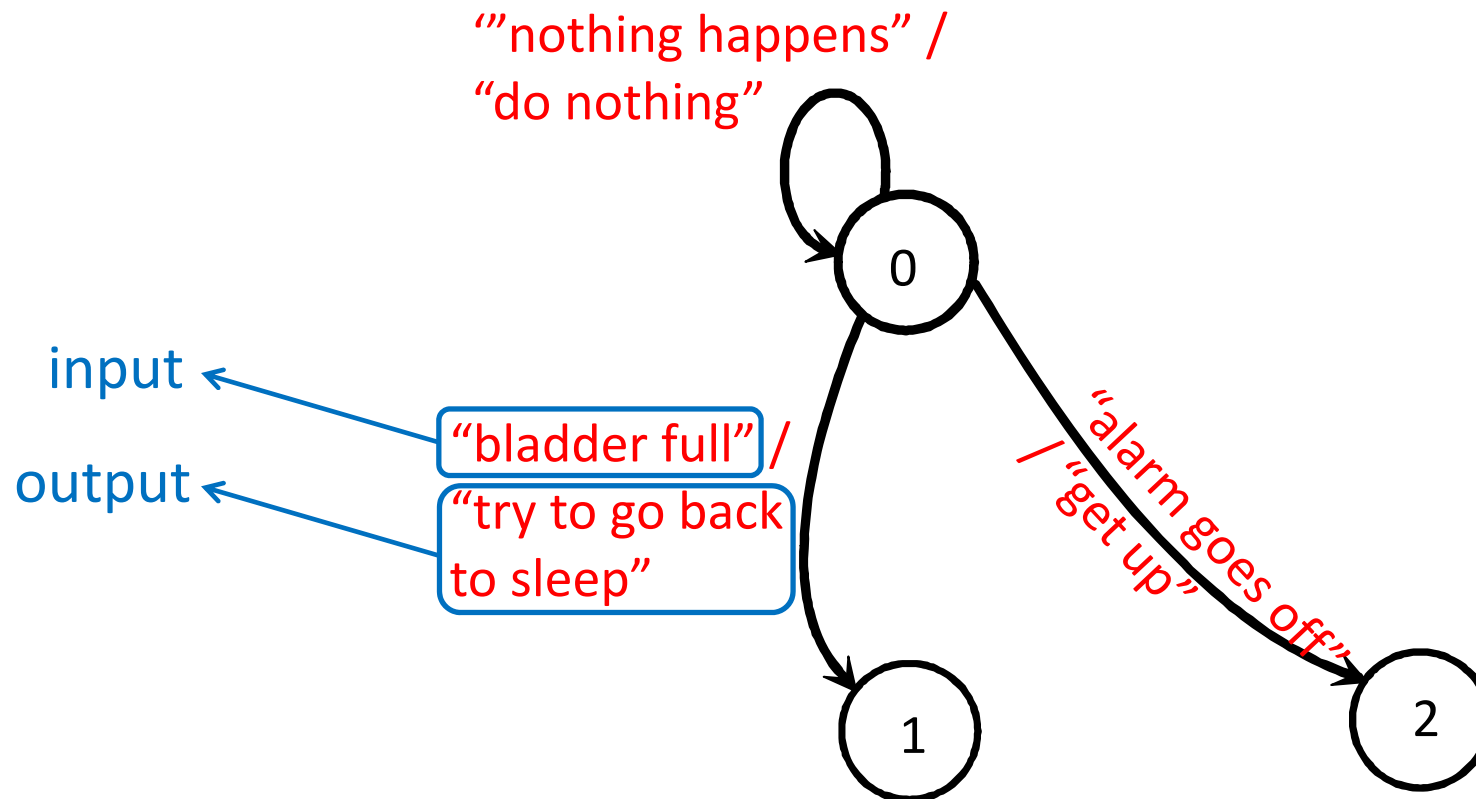 ‘”nothing happens” /
“do nothing”
0
input
“bladder full” /
output
“try to go back
to sleep”
“alarm goes off”
/ “get up”
1
2